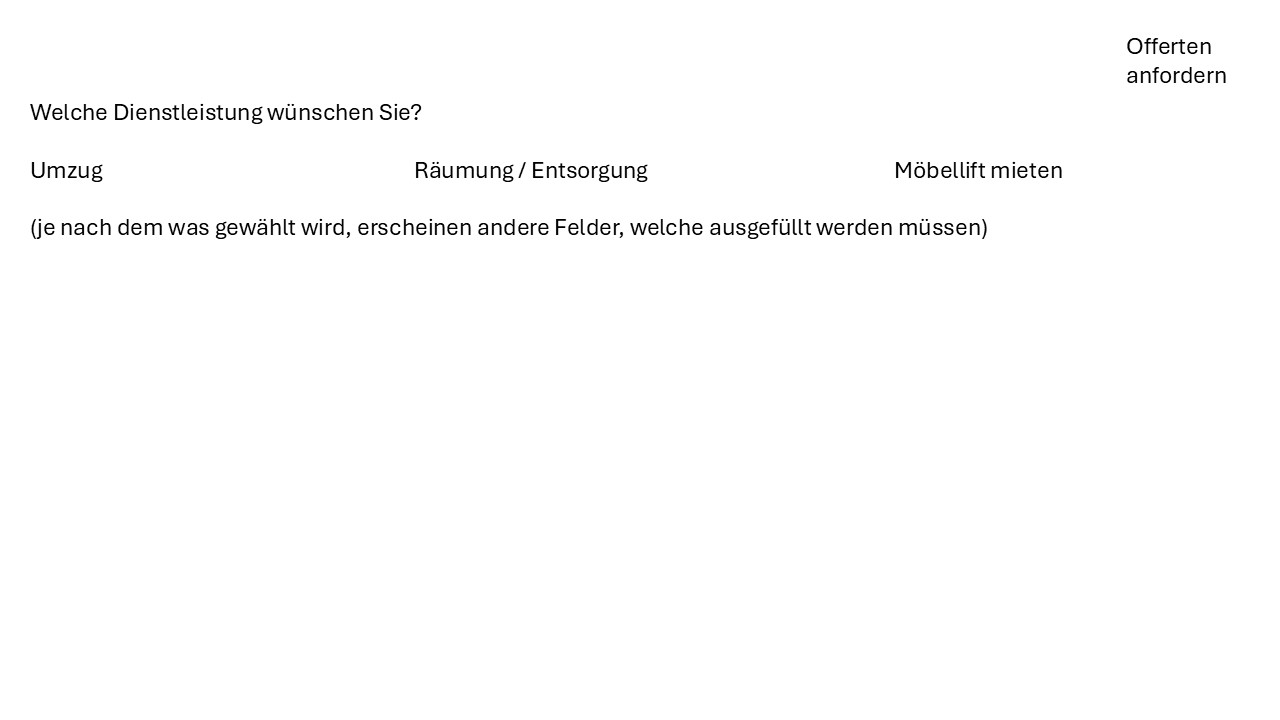 Offerten
anfordern
Welche Dienstleistung wünschen Sie?
Umzug Räumung / Entsorgung Möbellift mieten
(je nach dem was gewählt wird, erscheinen andere Felder, welche ausgefüllt werden müssen)